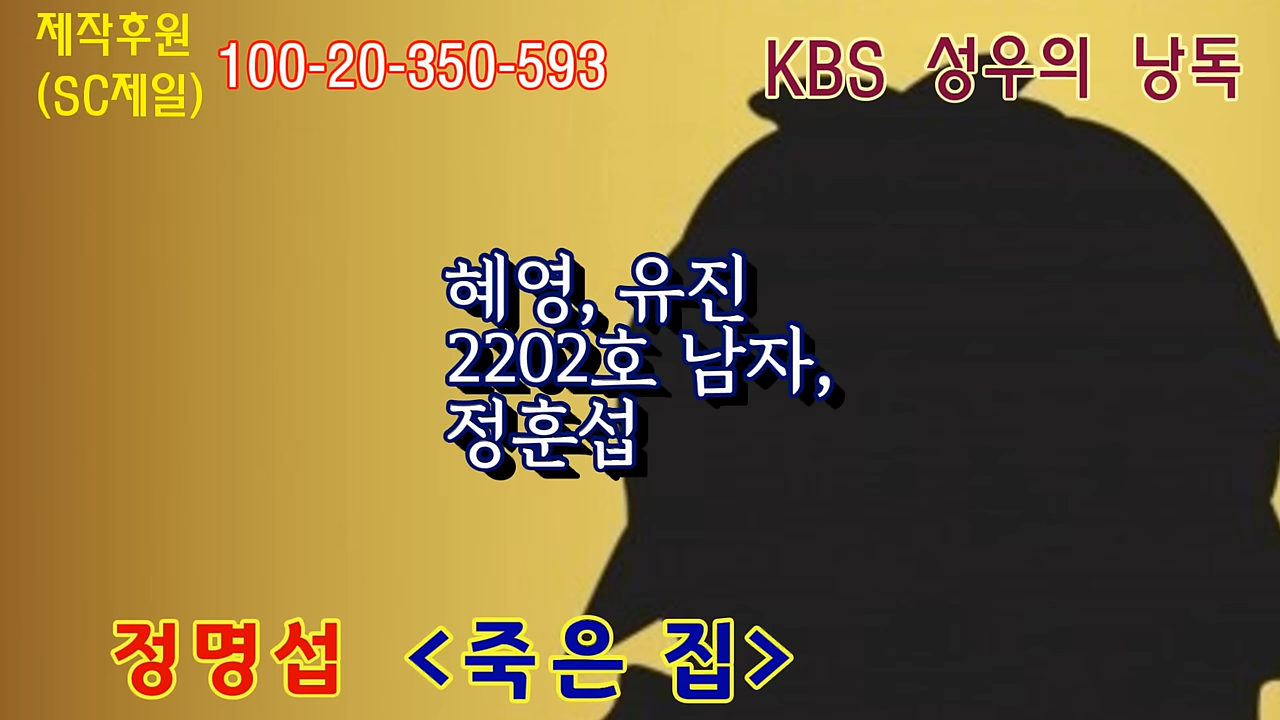 제작후원
(SC제일)
100-20-350-593
KBS 성우의 낭독
혜영, 유진
2202호 남자,
정훈섭
정명섭 <죽은 집>